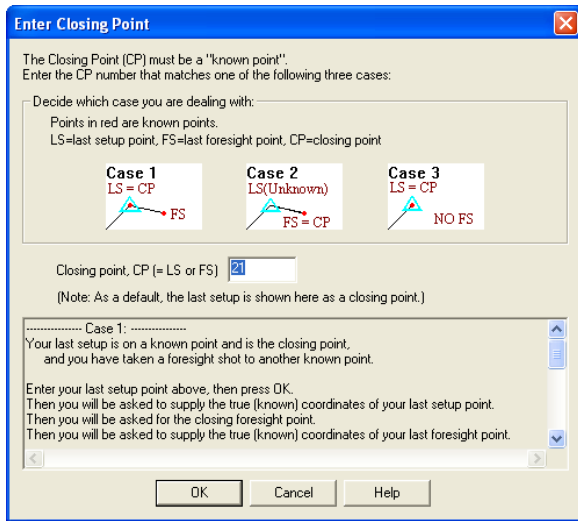 Enter Closing Point
The Closing Point (CP) must be a "known point".
Enter the CP number that matches one of the following three cases:
Decide which case you are dealing with:
Points in red are known points.
LS=last setup point, FS=last foresight point, CP=closing point
Case 1
LS = CP
FS
Case 2
LS(Unknown)
FS = CP
Case 3
LS = CP
NO FS
Closing point, CP (= LS or FS) 21
(Note: As a default, the last setup is shown here as a closing point.)
--------------- Case 1: ---------------
Your last setup is on a known point and is the closing point,
and you have taken a foresight shot to another known point.
Enter your last setup point above, then press OK.
Then you will be asked to supply the true (known) coordinates of your last setup point.
Then you will be asked for the closing foresight point.
Then you will be asked to supply the true (known) coordinates of your last foresight point.
OK Cancel Help